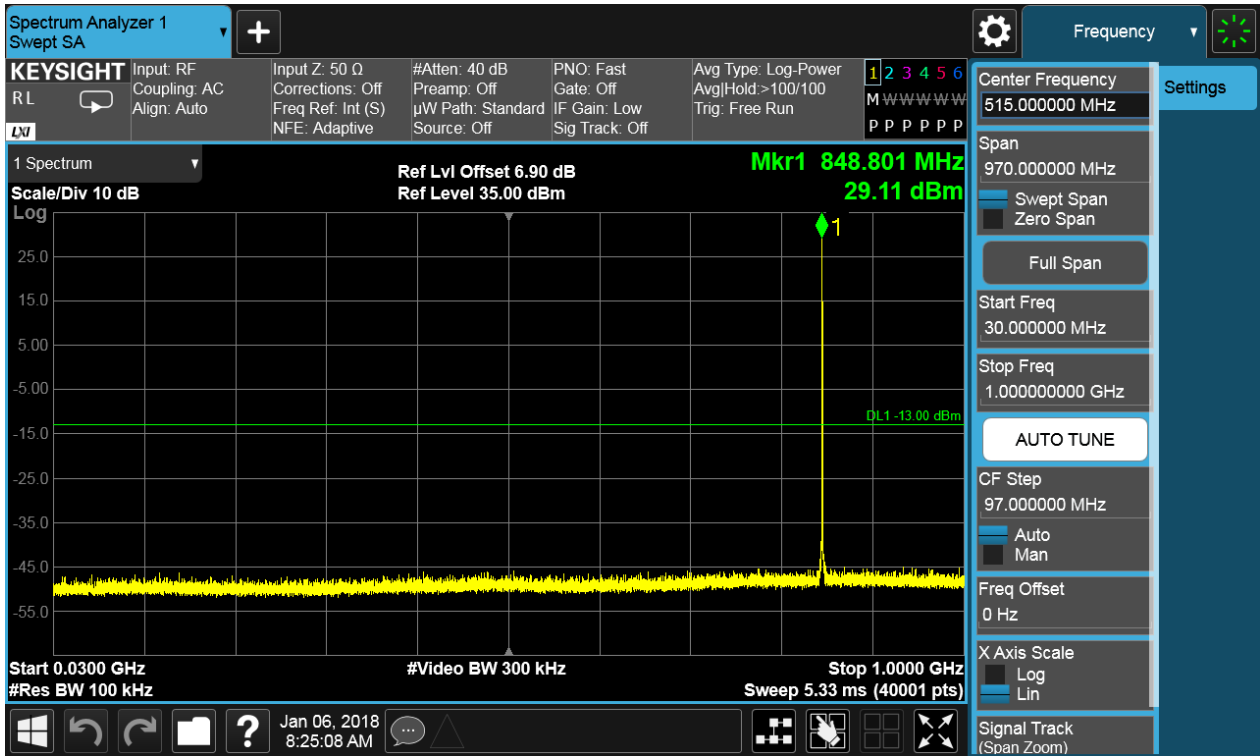 Spectrum Analyzer 1
Swept SA
+
Frequency
KEYSIGHT
RL
LXI
Input: RF
Coupling: AC
Align: Auto
Input Z: 50 Ω
Corrections: Off
Freq Ref: Int (S)
NFE: Adaptive
#Atten: 40 dB
Preamp: Off
µW Path: Standard
Source: Off
PNO: Fast
Gate: Off
IF Gain: Low
Sig Track: Off
Avg Type: Log-Power
Avg|Hold:>100/100
Trig: Free Run
1 2 3 4 5 6
M W W W W W
P P P P P P
1 Spectrum
Scale/Div 10 dB
Log
Ref Lvl Offset 6.90 dB
Ref Level 35.00 dBm
Mkr1 848.801 MHz
29.11 dBm
1
25.0
15.0
5.00
-5.00
DL1 -13.00 dBm
-15.0
-25.0
-35.0
-45.0
-55.0
Start 0.0300 GHz
#Res BW 100 kHz
#Video BW 300 kHz
Stop 1.0000 GHz
Sweep 5.33 ms (40001 pts)
Center Frequency
515.000000 MHz
Span
970.000000 MHz
Swept Span
Zero Span
Full Span
Start Freq
30.000000 MHz
Stop Freq
1.000000000 GHz
AUTO TUNE
CF Step
97.000000 MHz
Auto
Man
Freq Offset
0 Hz
X Axis Scale
Log
Lin
Signal Track
(Span Zoom)
Settings
?
Jan 06, 2018
8:25:08 AM